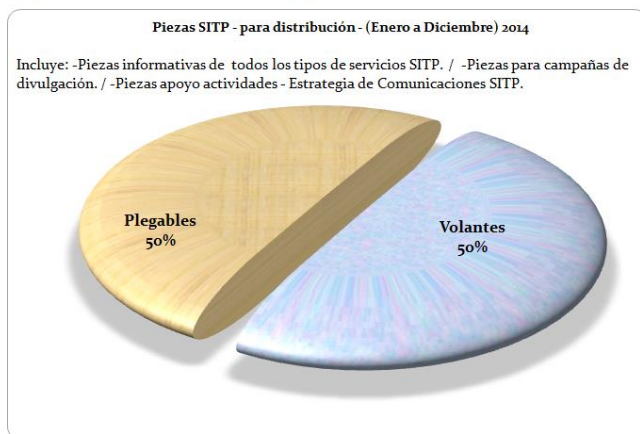 Piezas SITP - para distribución - (Enero a Diciembre) 2014
Incluye: -Piezas informativas de todos los tipos de servicios SITP. / -Piezas para campañas de
divulgación. / -Piezas apoyo actividades - Estrategia de Comunicaciones SITP.
Plegables
50%
Volantes
50%